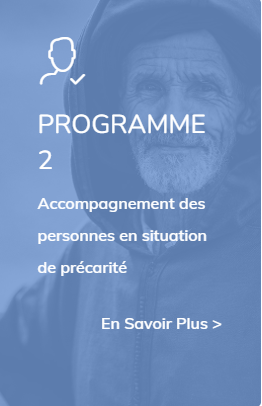 PROGRAMME
2
Accompagnement des
personnes en situation
de précarité
En Savoir Plus >